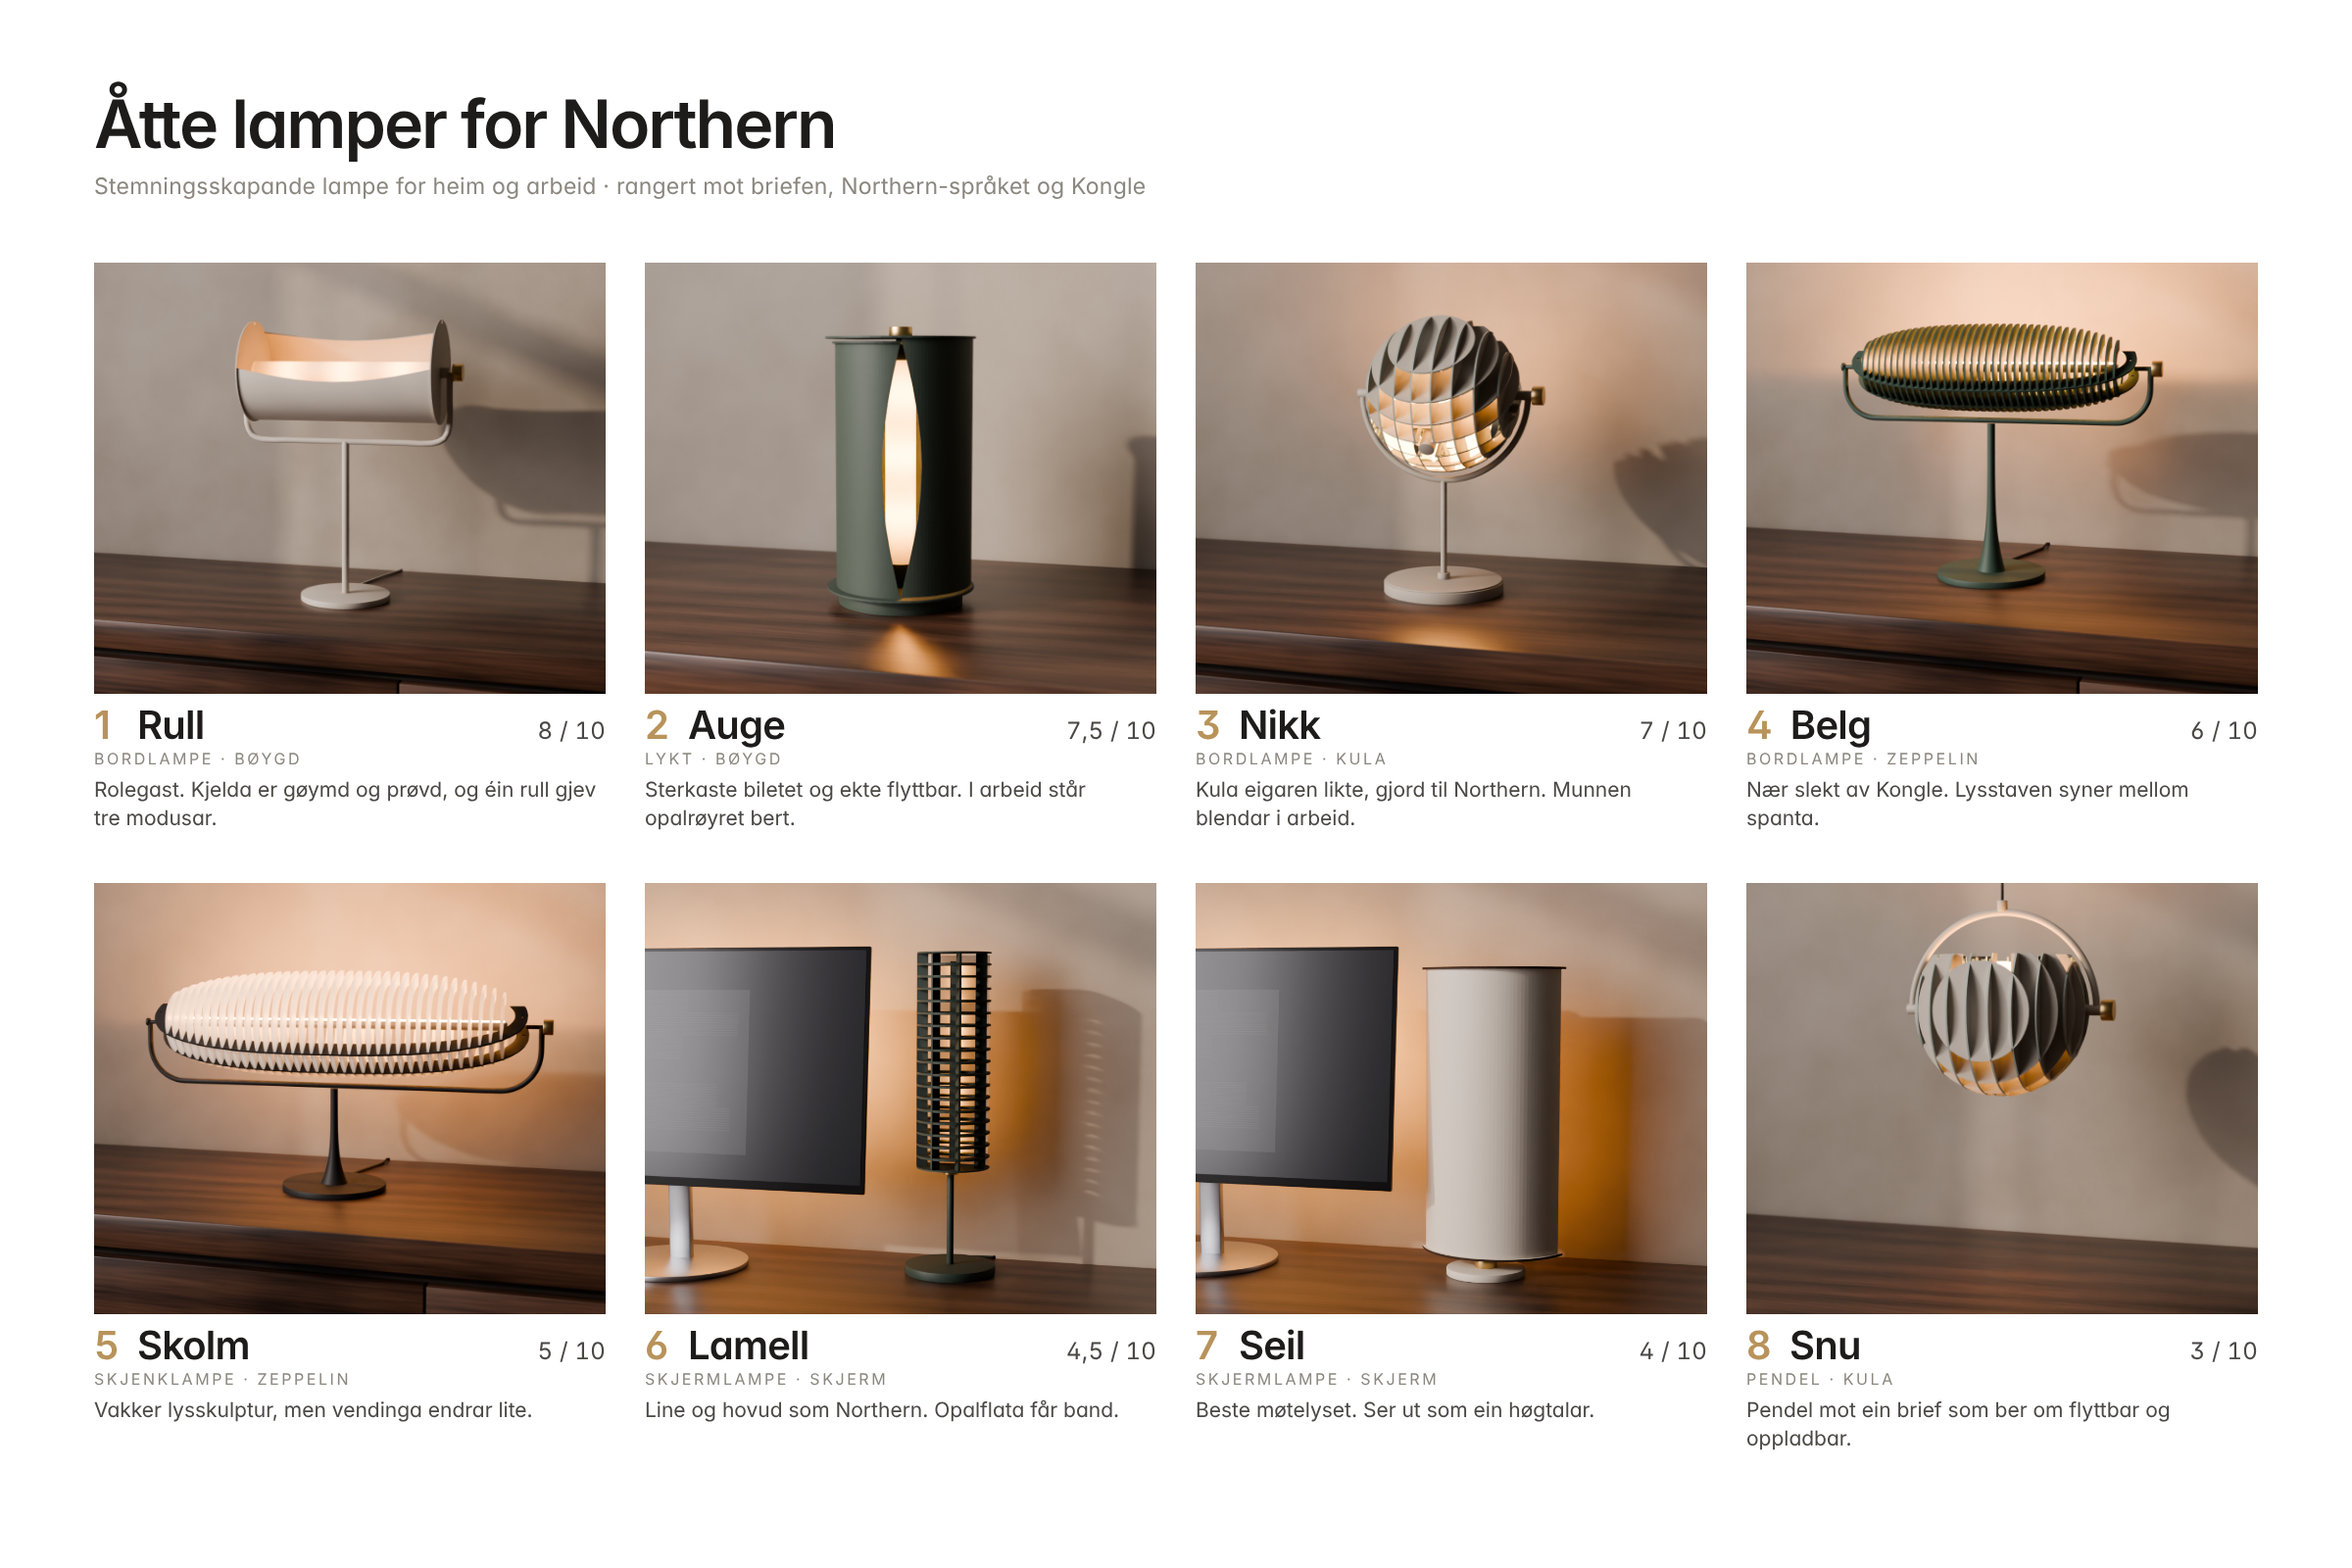 Åtte lamper for Northern
Stemningsskapande lampe for heim og arbeid · rangert mot briefen, Northern-språket og Kongle
1 Rull 8 / 10
BORDLAMPE · BØYGD
Rolegast. Kjelda er gøymd og prøvd, og éin rull gjev
tre modusar.
2 Auge 7,5 / 10
LYKT · BØYGD
Sterkaste biletet og ekte flyttbar. I arbeid står
opalrøyret bert.
3 Nikk 7 / 10
BORDLAMPE · KULA
Kula eigaren likte, gjord til Northern. Munnen
blendar i arbeid.
4 Belg 6 / 10
BORDLAMPE · ZEPPELIN
Nær slekt av Kongle. Lysstaven syner mellom
spanta.
5 Skolm 5 / 10
SKJENKLAMPE · ZEPPELIN
Vakker lysskulptur, men vendinga endrar lite.
6 Lamell 4,5 / 10
SKJERMLAMPE · SKJERM
Line og hovud som Northern. Opalflata får band.
7 Seil 4 / 10
SKJERMLAMPE · SKJERM
Beste møtelyset. Ser ut som ein høgtalar.
8 Snu 3 / 10
PENDEL · KULA
Pendel mot ein brief som ber om flyttbar og
oppladbar.